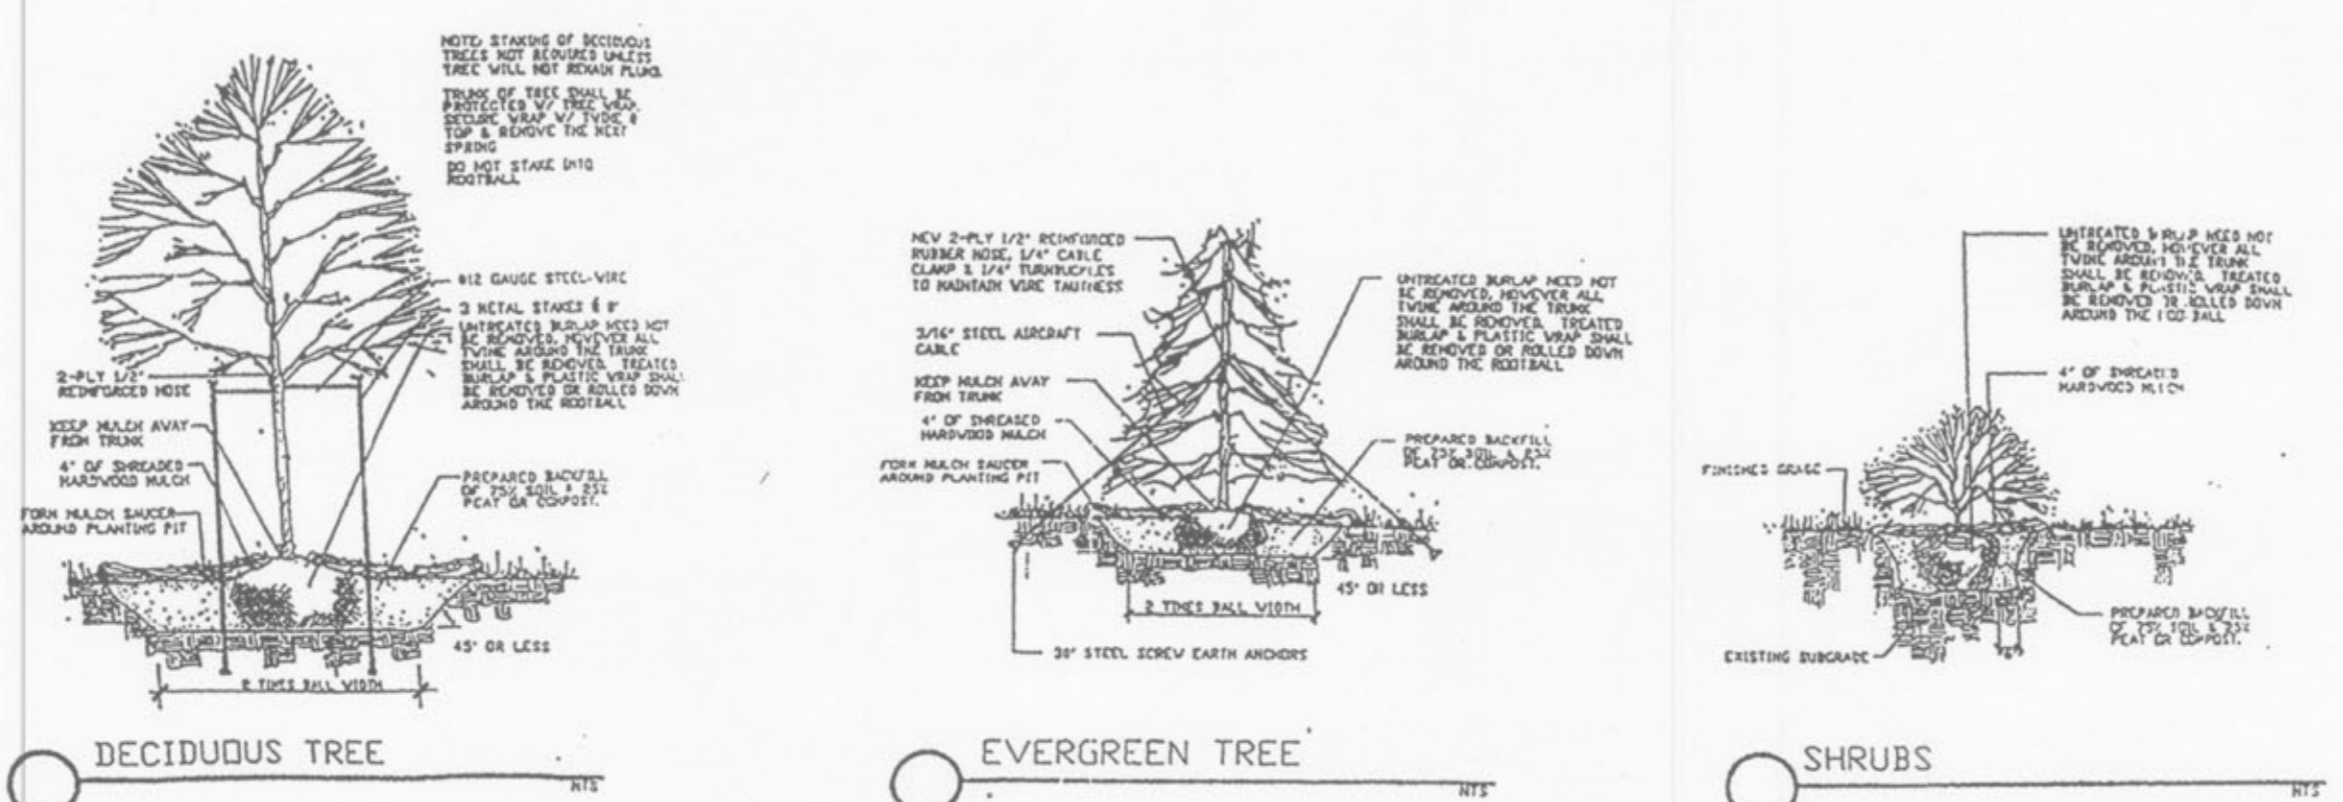 NOTE: STAKING OF DECIDUOUS
TREES NOT REQUIRED UNLESS
TREE WILL NOT REMAIN PLUMB.
TRUNK OF TREE SHALL BE
PROTECTED W/ TREE WRAP.
SECURE WRAP W/ TWINE @
TOP & REMOVE THE NEXT
SPRING
DO NOT STAKE INTO
ROOTBALL
#12 GAUGE STEEL-WIRE
3 METAL STAKES @ 8'
UNTREATED BURLAP NEED NOT
BE REMOVED, HOWEVER ALL
TWINE AROUND THE TRUNK
SHALL BE REMOVED. TREATED
BURLAP & PLASTIC WRAP SHALL
BE REMOVED OR ROLLED DOWN
AROUND THE ROOTBALL
2-PLY 1/2"
REINFORCED HOSE
KEEP MULCH AWAY
FROM TRUNK
4" OF SHREADED
HARDWOOD MULCH
FORM MULCH SAUCER
AROUND PLANTING PIT
PREPARED BACKFILL
OF 75% SOIL & 25%
PEAT OR COMPOST.
45° OR LESS
2 TIMES BALL WIDTH
DECIDUOUS TREE
NTS
NEW 2-PLY 1/2" REINFORCED
RUBBER HOSE, 1/4" CABLE
CLAMP & 1/4" TURNBUCKLES
TO MAINTAIN WIRE TAUTNESS
3/16" STEEL AIRCRAFT
CABLE
KEEP MULCH AWAY
FROM TRUNK
4" OF SHREADED
HARDWOOD MULCH
FORM MULCH SAUCER
AROUND PLANTING PIT
UNTREATED BURLAP NEED NOT
BE REMOVED, HOWEVER ALL
TWINE AROUND THE TRUNK
SHALL BE REMOVED. TREATED
BURLAP & PLASTIC WRAP SHALL
BE REMOVED OR ROLLED DOWN
AROUND THE ROOTBALL
PREPARED BACKFILL
OF 75% SOIL & 25%
PEAT OR COMPOST.
45° OR LESS
2 TIMES BALL WIDTH
30" STEEL SCREW EARTH ANCHORS
EVERGREEN TREE
NTS
UNTREATED BURLAP NEED NOT
BE REMOVED, HOWEVER ALL
TWINE AROUND THE TRUNK
SHALL BE REMOVED. TREATED
BURLAP & PLASTIC WRAP SHALL
BE REMOVED OR ROLLED DOWN
AROUND THE ROOTBALL
4" OF SHREADED
HARDWOOD MULCH
FINISHED GRADE
PREPARED BACKFILL
OF 75% SOIL & 25%
PEAT OR COMPOST.
EXISTING SUBGRADE
SHRUBS
NTS